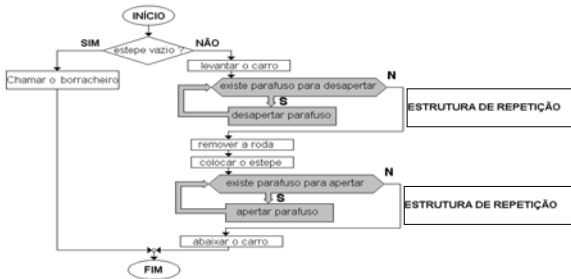 INÍCIO
SIM
estepe vazio ?
NÃO
Chamar o borracheiro
levantar o carro
existe parafuso para desapertar
N
S
desapertar parafuso
ESTRUTURA DE REPETIÇÃO
remover a roda
colocar o estepe
existe parafuso para apertar
N
S
apertar parafuso
ESTRUTURA DE REPETIÇÃO
abaixar o carro
FIM